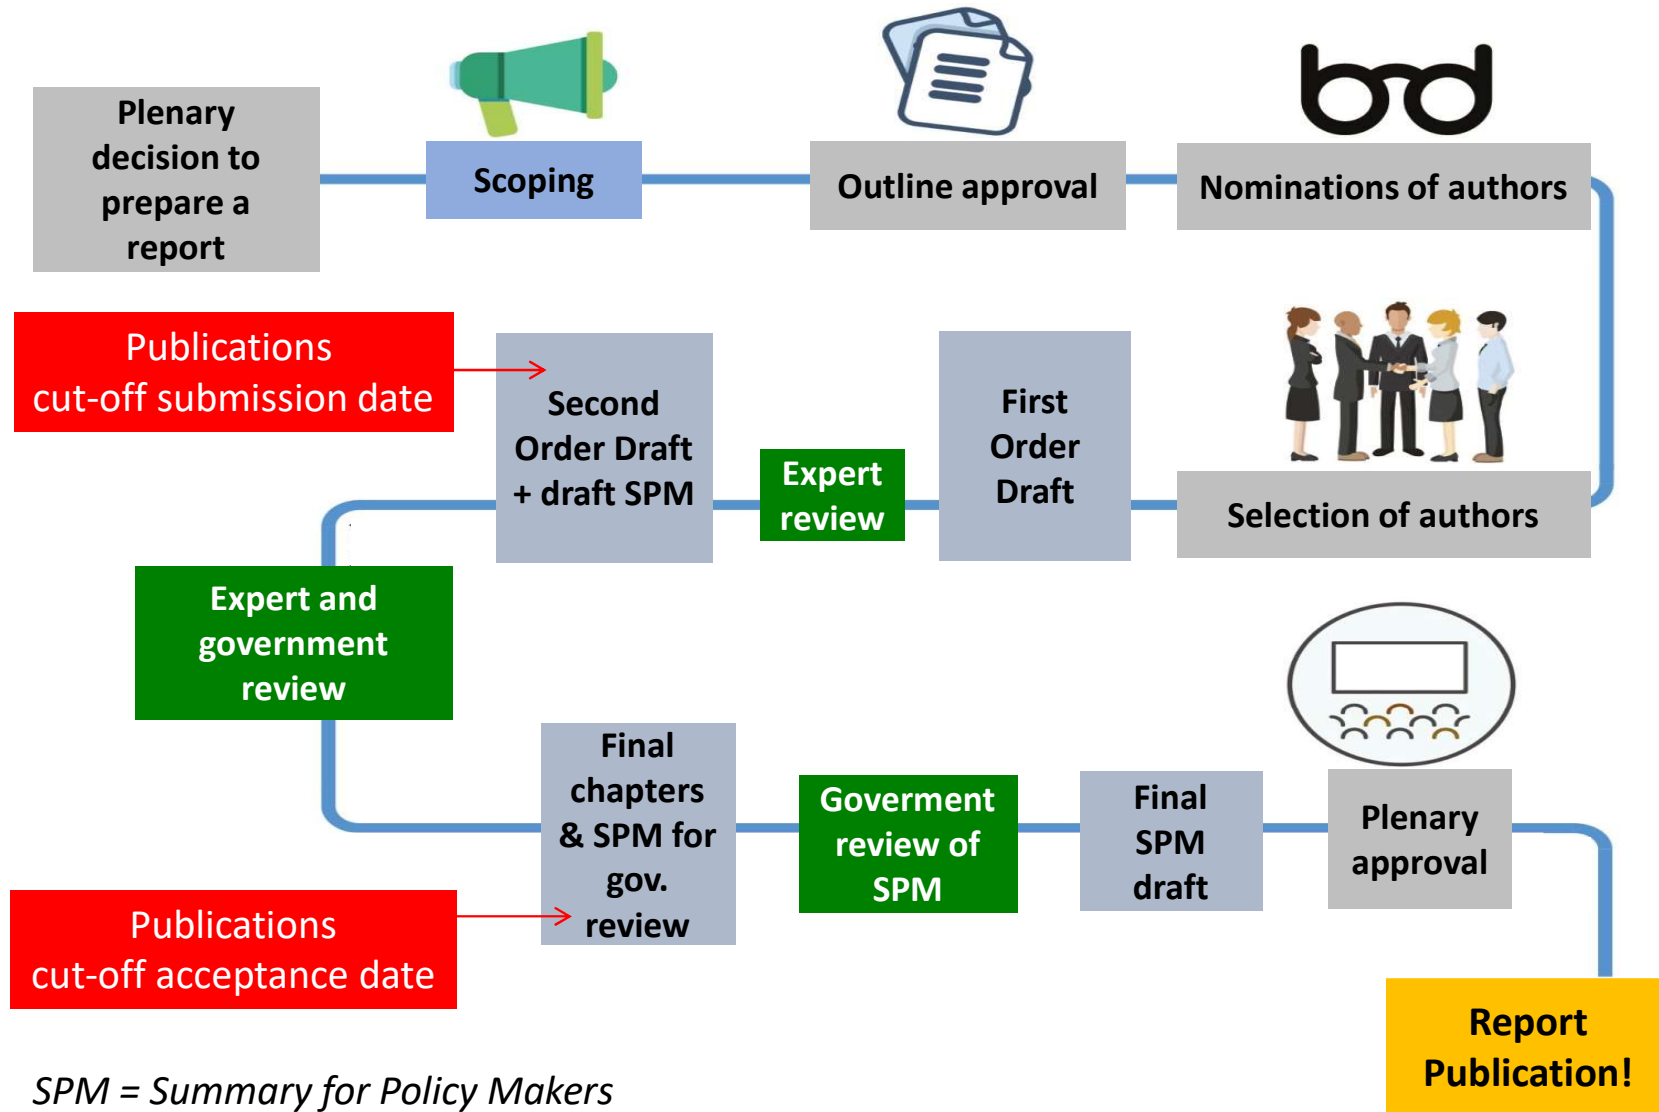 Plenary
decision to
prepare a
report
Scoping
Outline approval
Nominations of authors
Publications
cut-off submission date
Second
Order Draft
+ draft SPM
Expert
review
First
Order
Draft
Selection of authors
Expert and
government
review
Final
chapters
& SPM for
gov.
review
Goverment
review of
SPM
Final
SPM
draft
Plenary
approval
Publications
cut-off acceptance date
Report
Publication!
SPM = Summary for Policy Makers